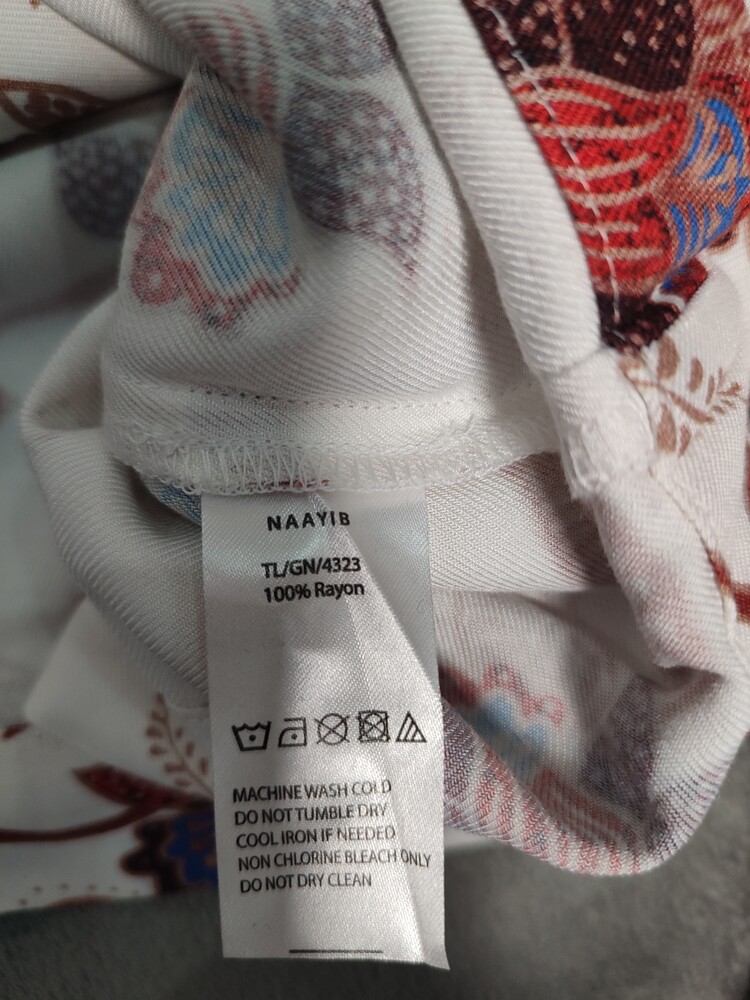 NAAYIB
TL/GN/4323
100% Rayon
MACHINE WASH COLD
DO NOT TUMBLE DRY
COOL IRON IF NEEDED
NON CHLORINE BLEACH ONLY
DO NOT DRY CLEAN